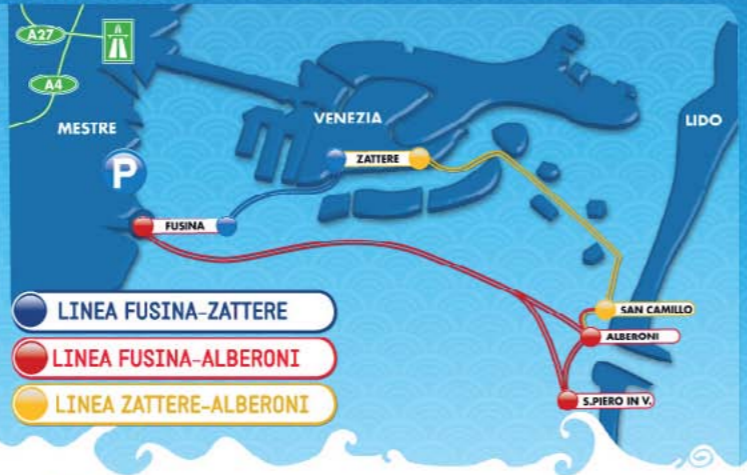 A27
A4
MESTRE
P
VENEZIA
LIDO
ZATTERE
FUSINA
SAN CAMILLO
ALBERONI
S.PIERO IN V.
LINEA FUSINA-ZATTERE
LINEA FUSINA-ALBERONI
LINEA ZATTERE-ALBERONI